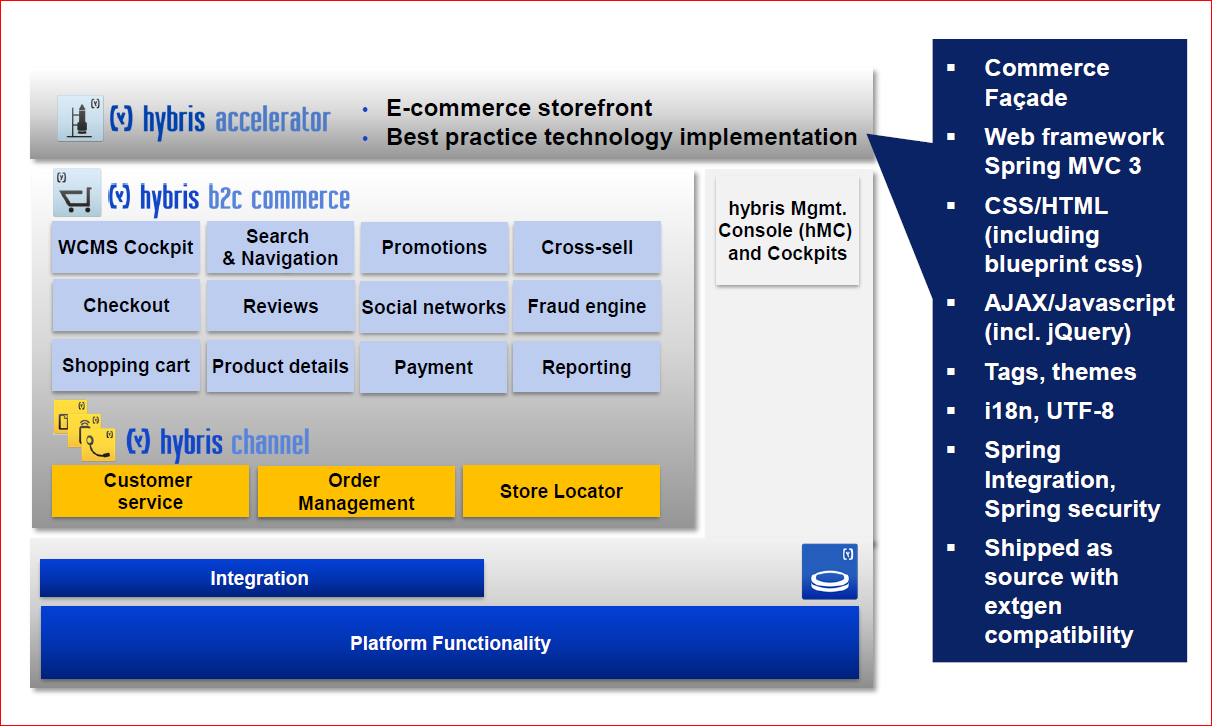 hybris accelerator
• E-commerce storefront
• Best practice technology implementation
hybris b2c commerce
WCMS Cockpit
Search
& Navigation
Promotions
Cross-sell
Checkout
Reviews
Social networks
Fraud engine
Shopping cart
Product details
Payment
Reporting
hybris channel
Customer
service
Order
Management
Store Locator
hybris Mgmt.
Console (hMC)
and Cockpits
Integration
Platform Functionality
▪ Commerce
Façade
▪ Web framework
Spring MVC 3
▪ CSS/HTML
(including
blueprint css)
▪ AJAX/Javascript
(incl. jQuery)
▪ Tags, themes
▪ i18n, UTF-8
▪ Spring
Integration,
Spring security
▪ Shipped as
source with
extgen
compatibility